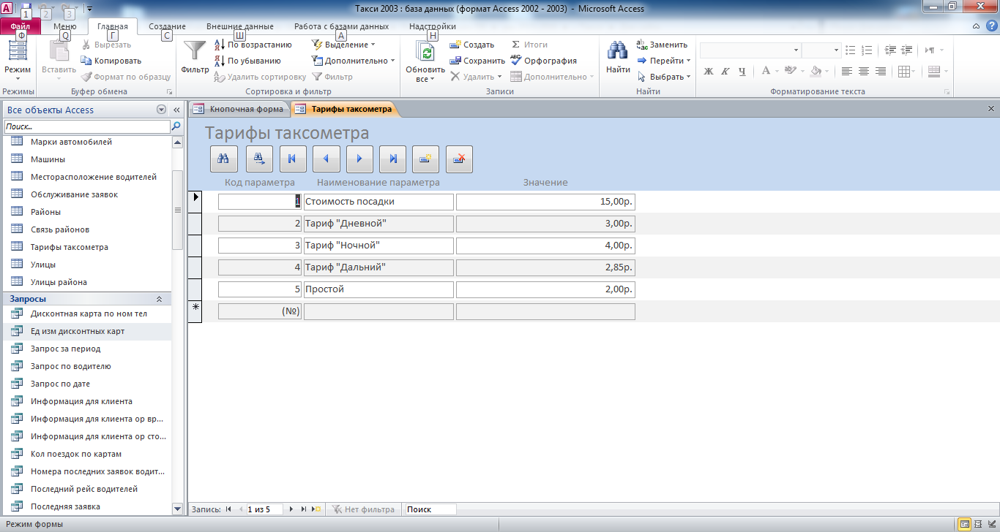 Такси 2003 : база данных (формат Access 2002 - 2003) - Microsoft Access
1 2 3
Файл Меню Главная Создание Внешние данные Работа с базами данных Надстройки
Ф Q Г С Ш А Н
Режим
Режимы
Вставить
Вырезать
Копировать
Формат по образцу
Буфер обмена
Фильтр
По возрастанию
По убыванию
Удалить сортировку
Выделение
Дополнительно
Фильтр
Сортировка и фильтр
Обновить
все
Создать
Сохранить
Удалить
Итоги
Орфография
Дополнительно
Записи
Найти
Заменить
Перейти
Выбрать
Найти
Ж К Ч
Форматирование текста
Все объекты Access
Поиск...
Марки автомобилей
Машины
Месторасположение водителей
Обслуживание заявок
Районы
Связь районов
Тарифы таксометра
Улицы
Улицы района
Запросы
Дисконтная карта по ном тел
Ед изм дисконтных карт
Запрос за период
Запрос по водителю
Запрос по дате
Информация для клиента
Информация для клиента ор вр...
Информация для клиента ор сто...
Кол поездок по картам
Номера последних заявок водит...
Последний рейс водителей
Последняя заявка
Кнопочная форма Тарифы таксометра
Тарифы таксометра
Код параметра Наименование параметра Значение
1 Стоимость посадки 15,00р.
2 Тариф "Дневной" 3,00р.
3 Тариф "Ночной" 4,00р.
4 Тариф "Дальний" 2,85р.
5 Простой 2,00р.
(№)
Запись: 1 из 5 Нет фильтра Поиск
Режим формы